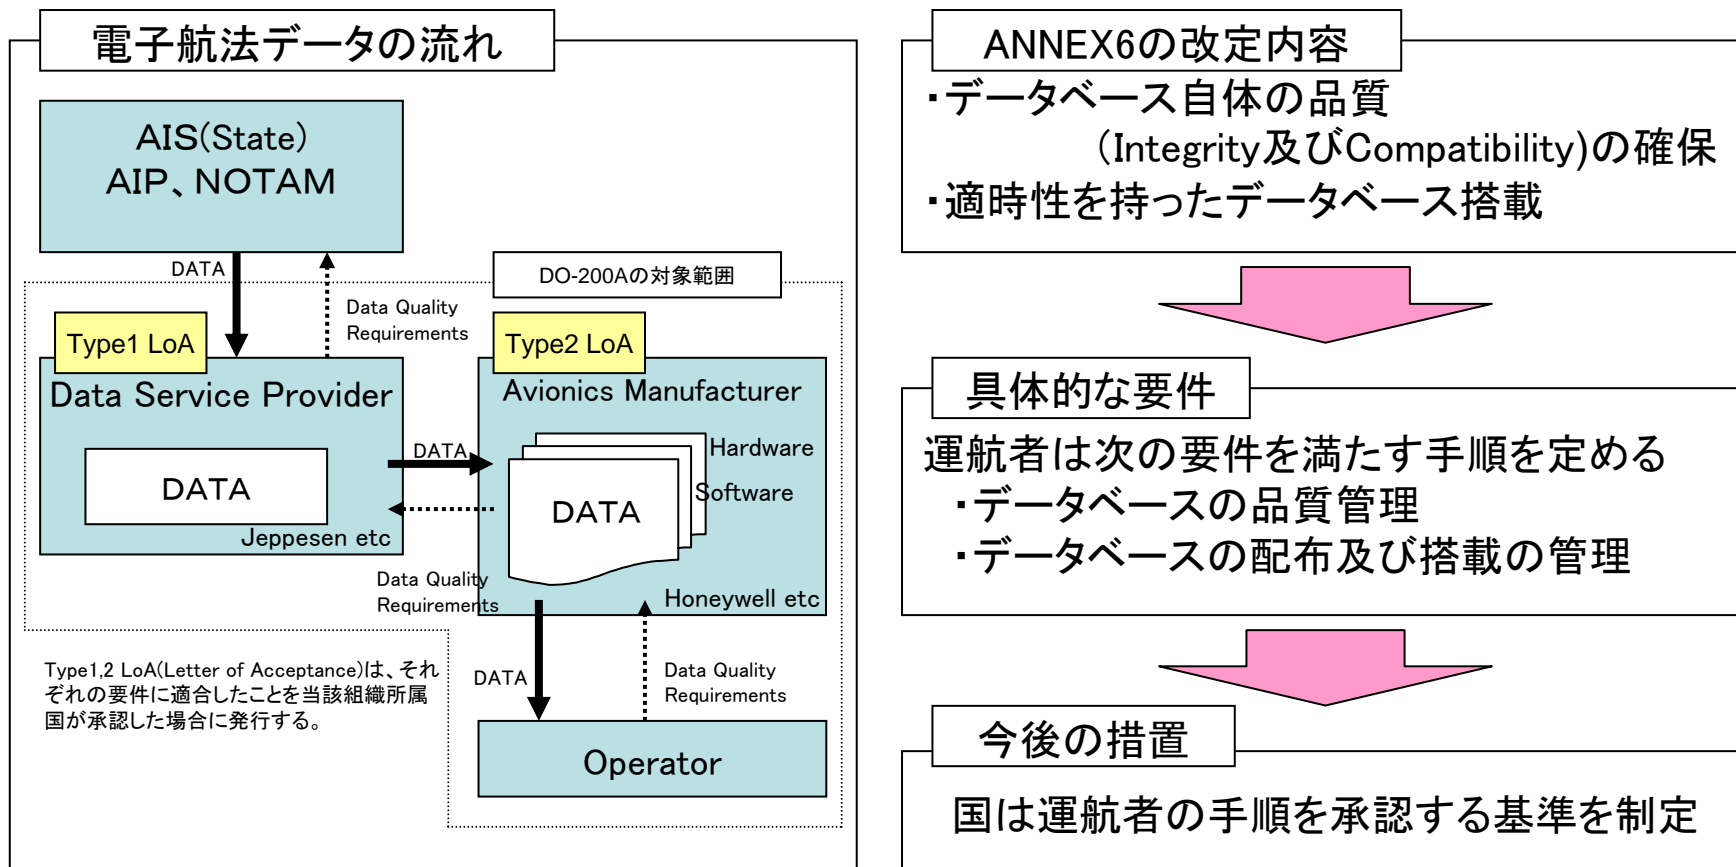 電子航法データの流れ
AIS(State)
AIP、NOTAM
DATA
Data Quality
Requirements
DO-200Aの対象範囲
Type1 LoA
Data Service Provider
DATA
Jeppesen etc
DATA
Data Quality
Requirements
Type2 LoA
Avionics Manufacturer
Hardware
Software
DATA
Honeywell etc
DATA
Data Quality
Requirements
Operator
Type1,2 LoA(Letter of Acceptance)は、それ
ぞれの要件に適合したことを当該組織所属
国が承認した場合に発行する。
ANNEX6の改定内容
・データベース自体の品質
（Integrity及びCompatibility)の確保
・適時性を持ったデータベース搭載
具体的な要件
運航者は次の要件を満たす手順を定める
・データベースの品質管理
・データベースの配布及び搭載の管理
今後の措置
国は運航者の手順を承認する基準を制定